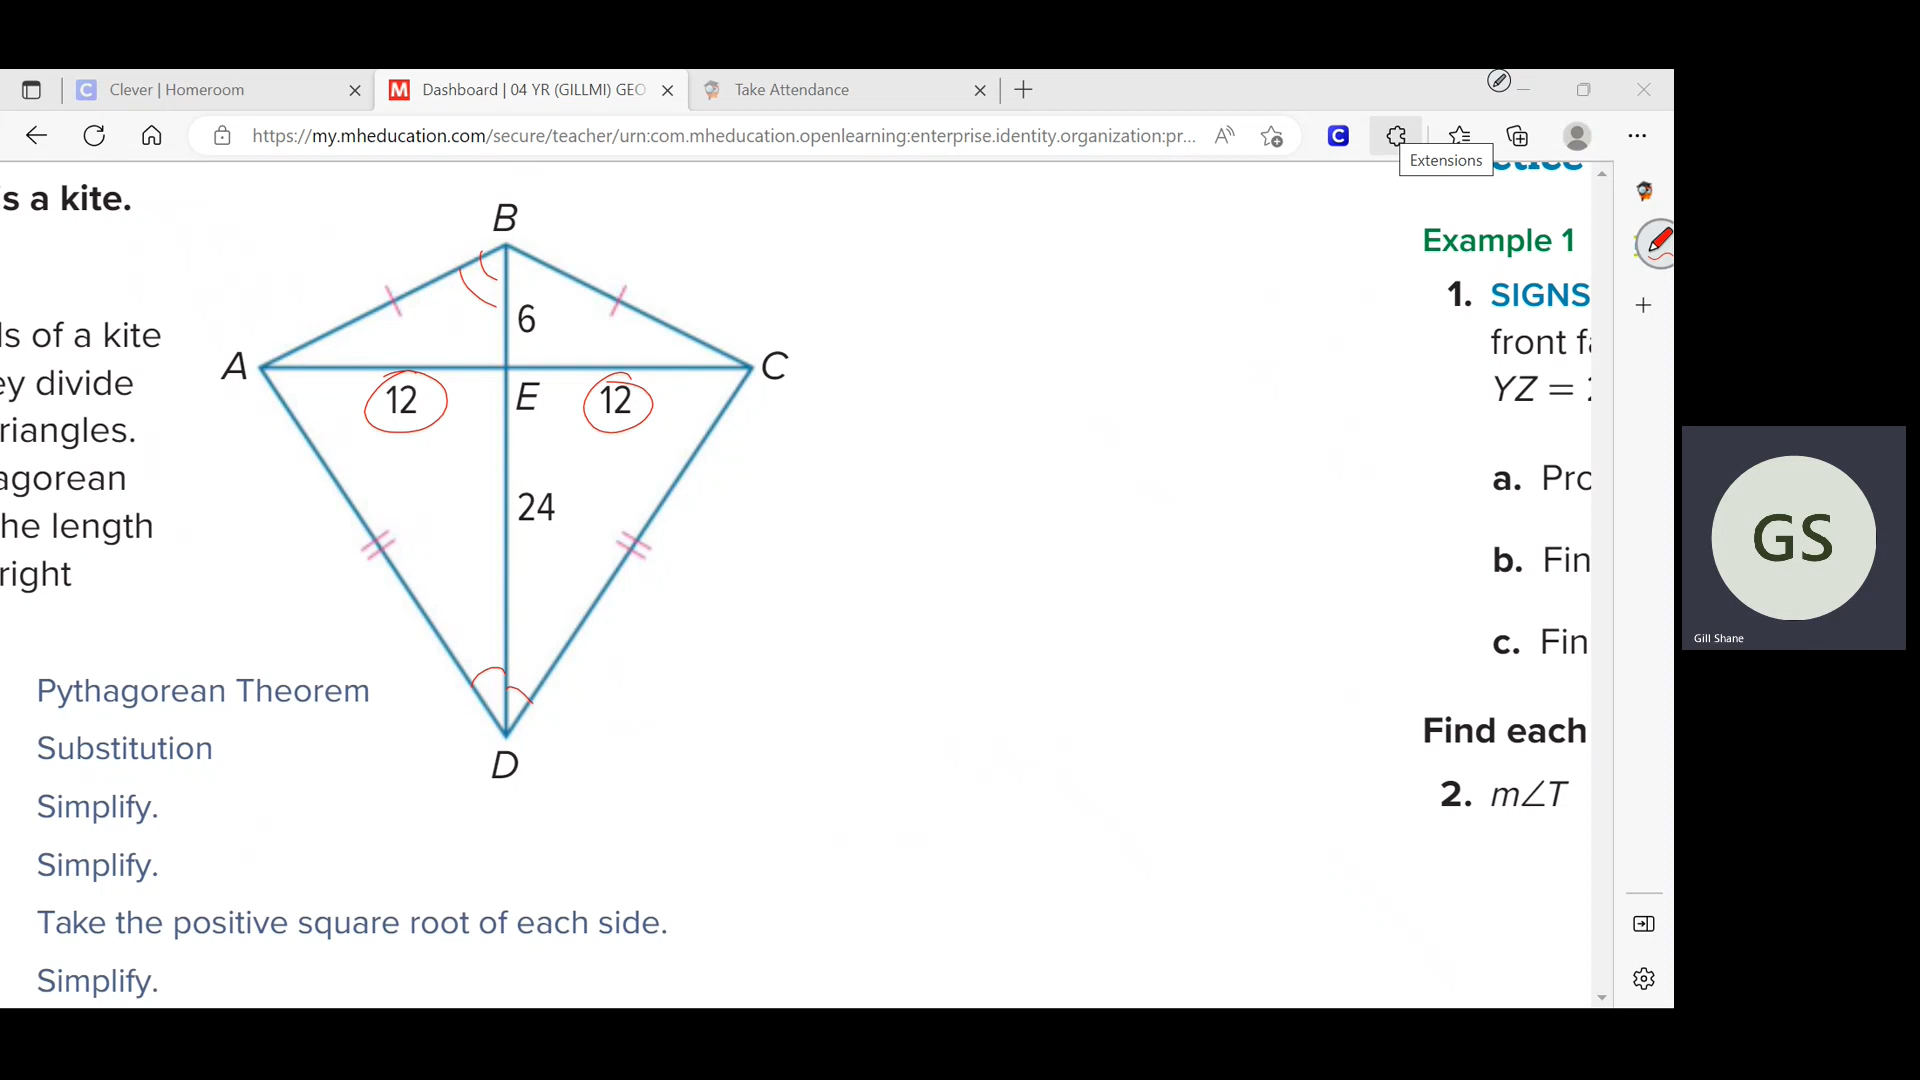 Clever | Homeroom
Dashboard | 04 YR (GILLMI) GEO
Take Attendance
https://my.mheducation.com/secure/teacher/urn:com.mheducation.openlearning:enterprise.identity.organization:pr...
Extensions
s a kite.
ls of a kite
ey divide
riangles.
agorean
he length
right
Pythagorean Theorem
Substitution
Simplify.
Simplify.
Take the positive square root of each side.
Simplify.
B
6
A
C
12
E
12
24
D
Example 1
1. SIGNS
front fa
YZ =
a. Pro
b. Fin
c. Fin
Find each
2. m∠T
GS
Gill Shane